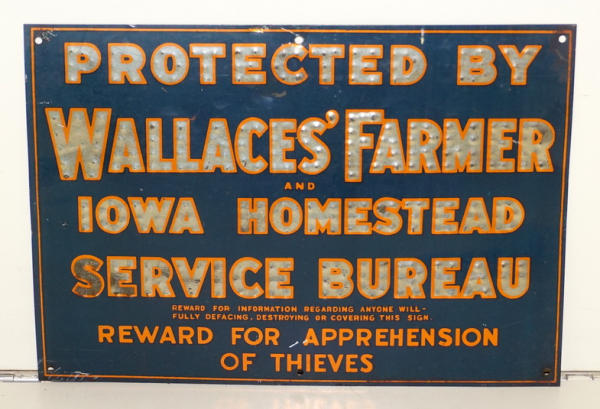 PROTECTED BY
WALLACES' FARMER
AND
IOWA HOMESTEAD
SERVICE BUREAU
REWARD FOR INFORMATION REGARDING ANYONE WILL-
FULLY DEFACING, DESTROYING OR COVERING THIS SIGN.
REWARD FOR APPREHENSION
OF THIEVES